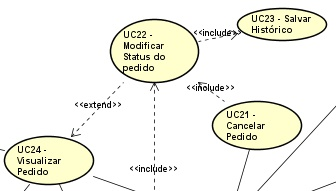 UC23 - Salvar
Histórico
UC22 -
Modificar
Status do
pedido
<<include>>
<<include>>
<<extend>>
UC21 -
Cancelar
Pedido
UC24 -
Visualizar
Pedido
<<include>>